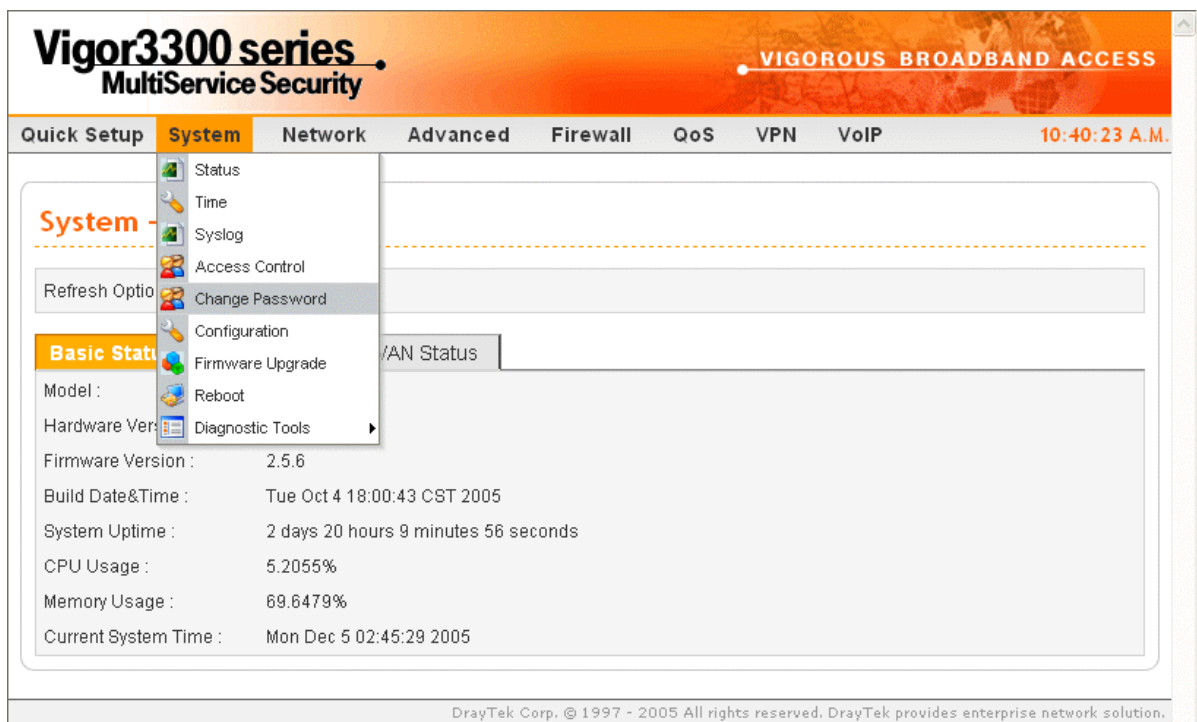 Vigor3300 series
MultiService Security
VIGOROUS BROADBAND ACCESS
Quick Setup System Network Advanced Firewall QoS VPN VoIP 10:40:23 A.M.
Status
Time
System -
Syslog
Access Control
Refresh Optio
Change Password
Configuration
Basic Statu
/AN Status
Firmware Upgrade
Model :
Reboot
Hardware Vers
Diagnostic Tools
Firmware Version : 2.5.6
Build Date&Time : Tue Oct 4 18:00:43 CST 2005
System Uptime : 2 days 20 hours 9 minutes 56 seconds
CPU Usage : 5.2055%
Memory Usage : 69.6479%
Current System Time : Mon Dec 5 02:45:29 2005
DrayTek Corp. © 1997 - 2005 All rights reserved. DrayTek provides enterprise network solution.